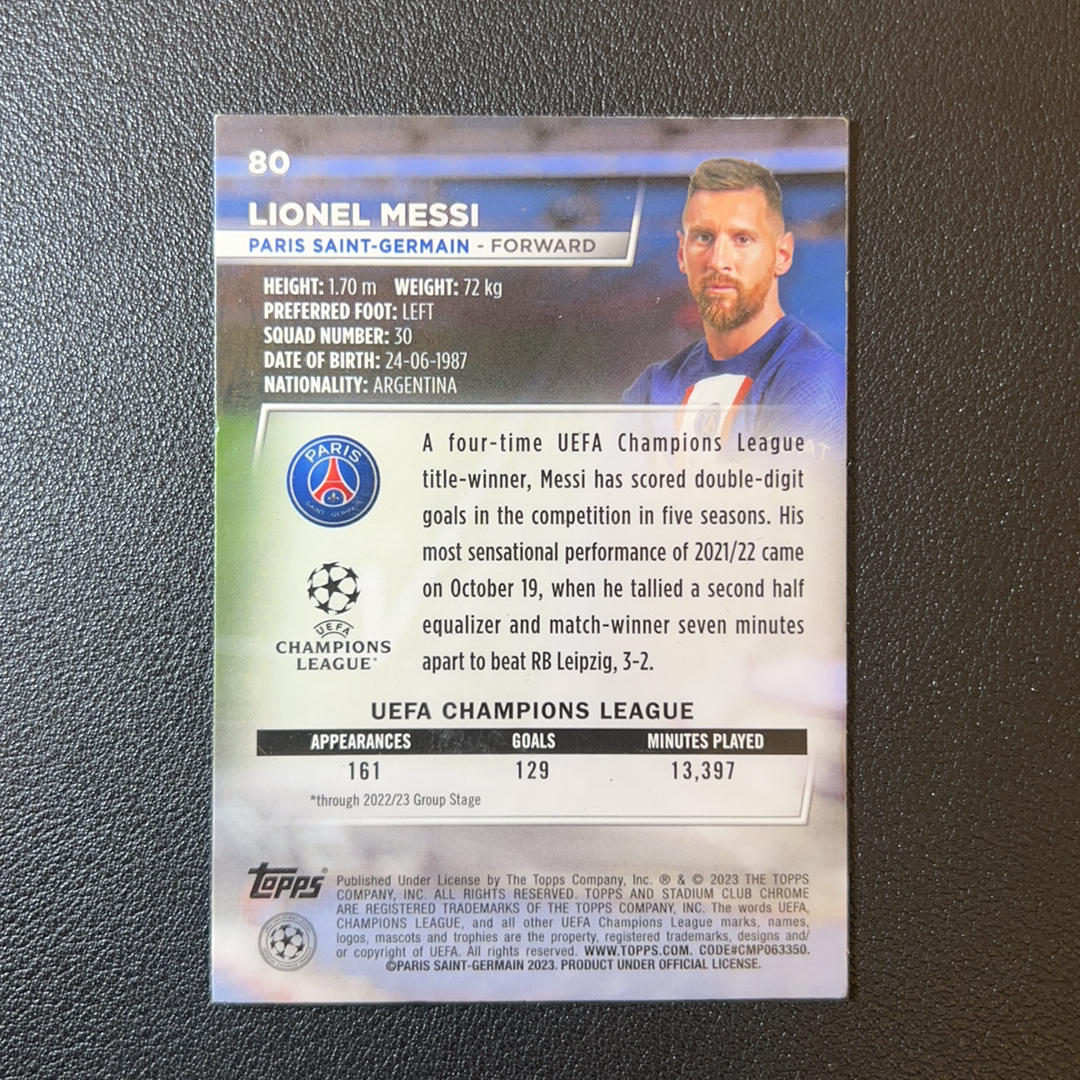 80
LIONEL MESSI
PARIS SAINT-GERMAIN - FORWARD
HEIGHT: 1.70 m WEIGHT: 72 kg
PREFERRED FOOT: LEFT
SQUAD NUMBER: 30
DATE OF BIRTH: 24-06-1987
NATIONALITY: ARGENTINA
PARIS
SAINT-GERMAIN
A four-time UEFA Champions League
title-winner, Messi has scored double-digit
goals in the competition in five seasons. His
most sensational performance of 2021/22 came
on October 19, when he tallied a second half
equalizer and match-winner seven minutes
apart to beat RB Leipzig, 3-2.
UEFA
CHAMPIONS
LEAGUE®
UEFA CHAMPIONS LEAGUE
APPEARANCES GOALS MINUTES PLAYED
161 129 13,397
*through 2022/23 Group Stage
topps®
Published Under License by The Topps Company, Inc. ® & © 2023 THE TOPPS
COMPANY, INC. ALL RIGHTS RESERVED. TOPPS AND STADIUM CLUB CHROME
ARE REGISTERED TRADEMARKS OF THE TOPPS COMPANY, INC. The words UEFA,
CHAMPIONS LEAGUE, and all other UEFA Champions League marks, names,
logos, mascots and trophies are the property, registered trademarks, designs and/
or copyright of UEFA. All rights reserved. WWW.TOPPS.COM. CODE#CMP063350.
©PARIS SAINT-GERMAIN 2023. PRODUCT UNDER OFFICIAL LICENSE.